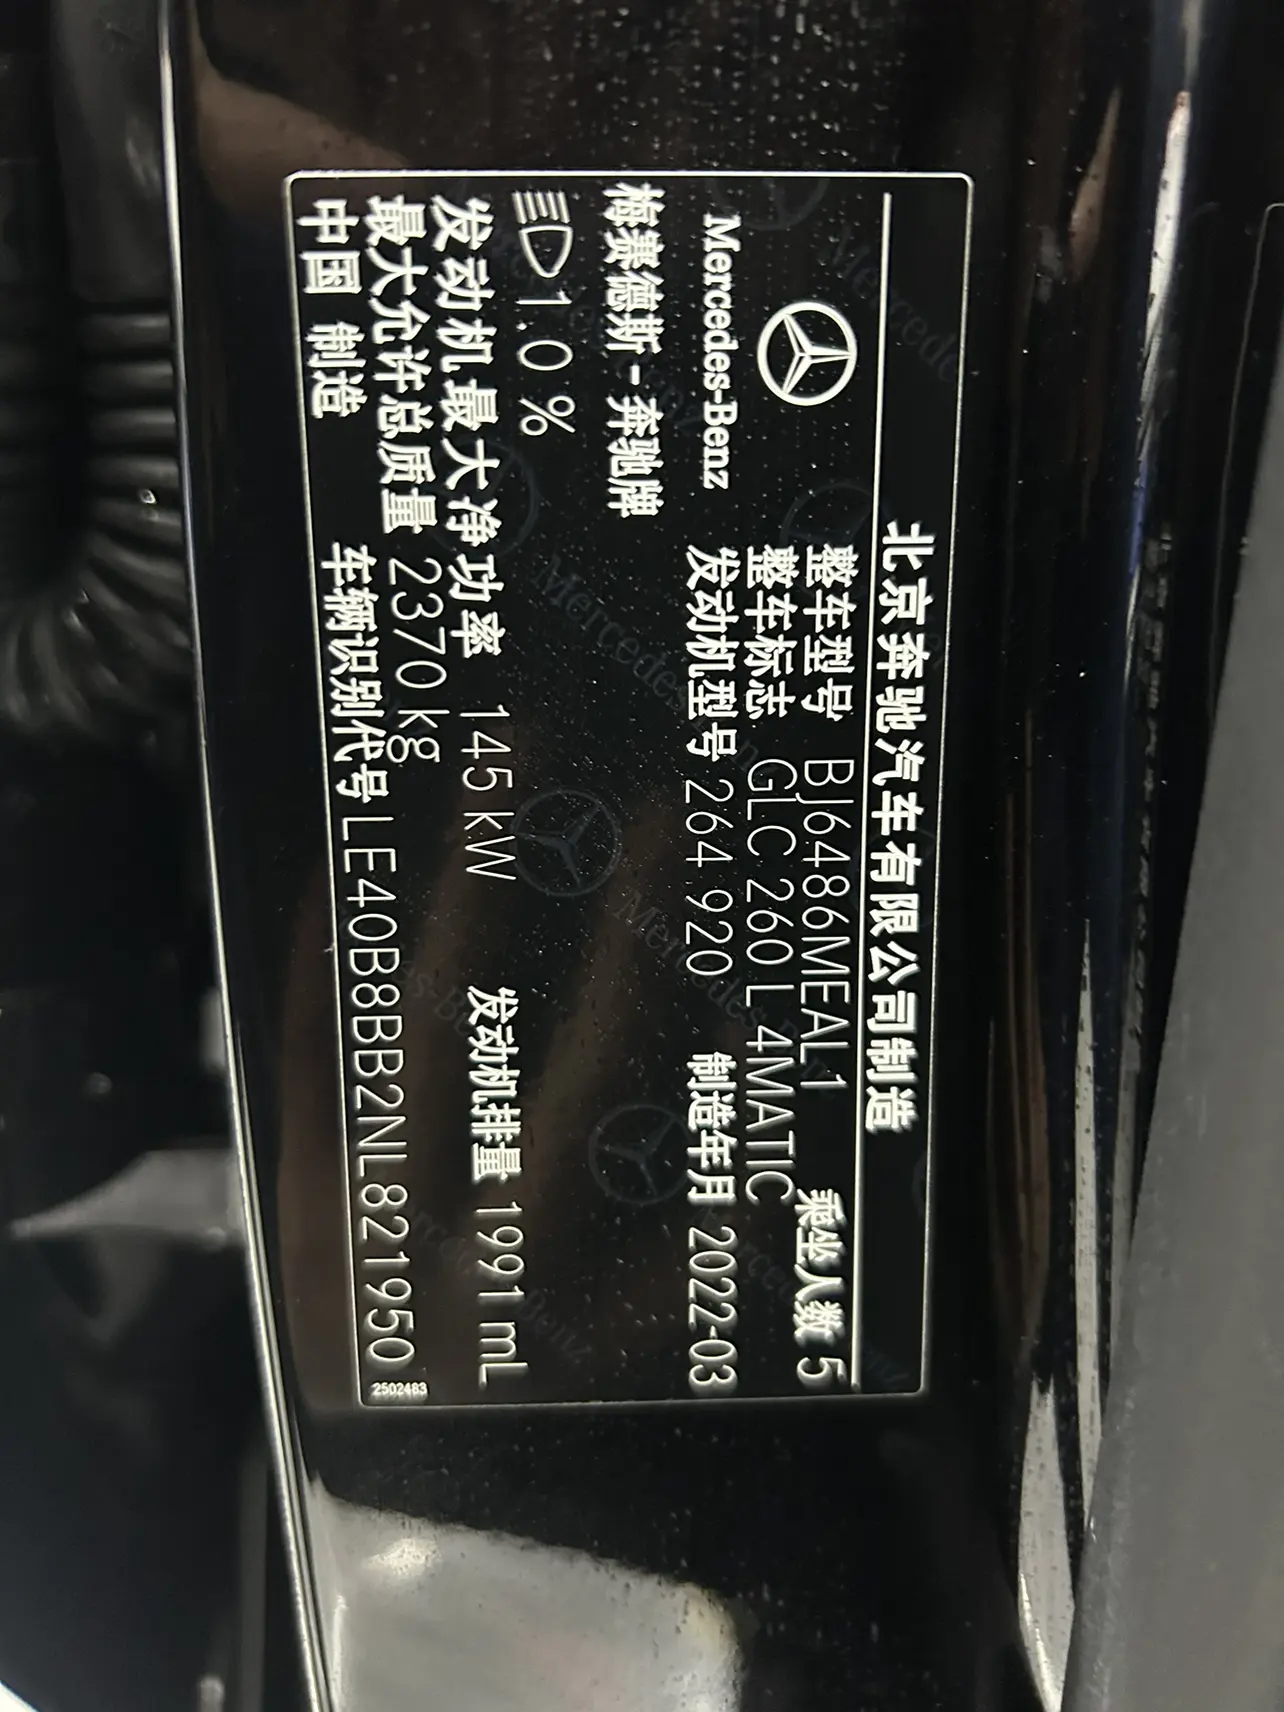 北京奔驰汽车有限公司制造
Mercedes-Benz
梅赛德斯-奔驰牌
整车型号 BJ6486MEAL1 乘坐人数 5
整车标志 GLC 260 L 4MATIC
发动机型号 264 920 制造年月 2022-03
1.0 %
发动机最大净功率 145 kW 发动机排量 1991 mL
最大允许总质量 2370 kg
中国 制造 车辆识别代号 LE40B8BB2NL821950
2502483